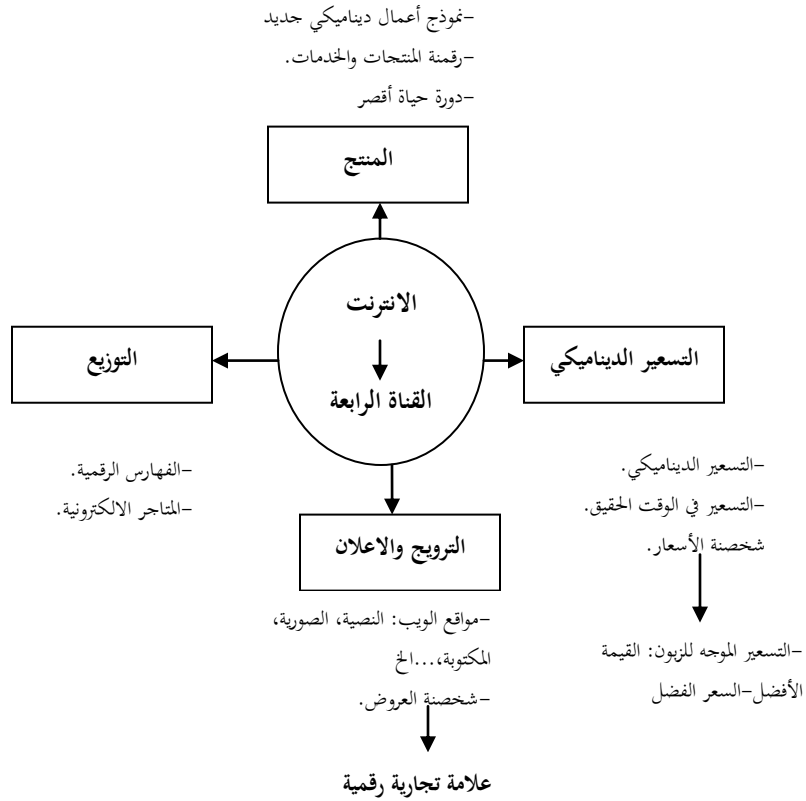 -نموذج أعمال ديناميكي جديد
-رقمنة المنتجات والخدمات.
-دورة حياة أقصر
المنتج
الانترنت
القناة الرابعة
التسعير الديناميكي
التوزيع
-التسعير الديناميكي.
-التسعير في الوقت الحقيق.
شخصنة الأسعار.
-التسعير الموجه للزبون: القيمة
الأفضل-السعر الفضل
-الفهارس الرقمية.
-المتاجر الالكترونية.
الترويج والاعلان
-مواقع الويب: النصية، الصورية،
المكتوبة،...الخ
-شخصنة العروض.
علامة تجارية رقمية